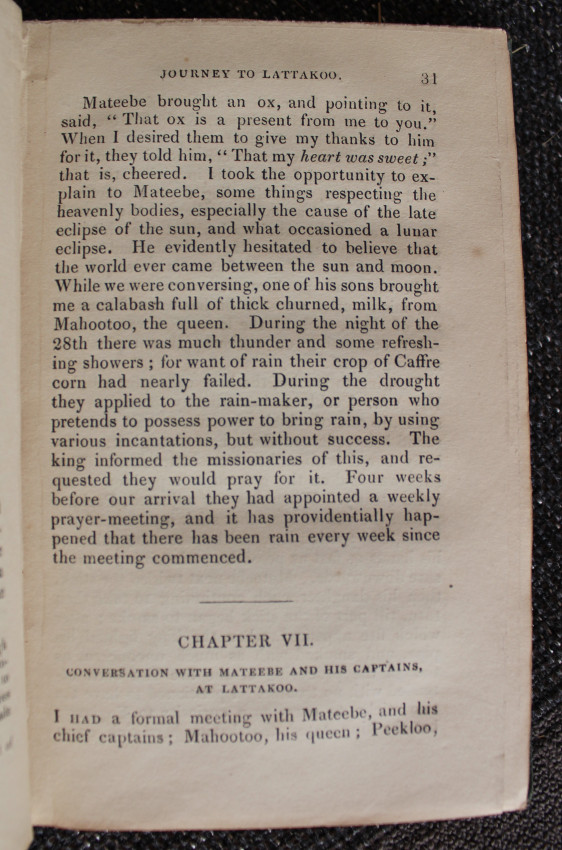 JOURNEY TO LATTAKOO. 31
Mateebe brought an ox, and pointing to it,
said, “ That ox is a present from me to you.”
When I desired them to give my thanks to him
for it, they told him, “ That my heart was sweet ;”
that is, cheered. I took the opportunity to ex-
plain to Mateebe, some things respecting the
heavenly bodies, especially the cause of the late
eclipse of the sun, and what occasioned a lunar
eclipse. He evidently hesitated to believe that
the world ever came between the sun and moon.
While we were conversing, one of his sons brought
me a calabash full of thick churned, milk, from
Mahootoo, the queen. During the night of the
28th there was much thunder and some refresh-
ing showers ; for want of rain their crop of Caffre
corn had nearly failed. During the drought
they applied to the rain-maker, or person who
pretends to possess power to bring rain, by using
various incantations, but without success. The
king informed the missionaries of this, and re-
quested they would pray for it. Four weeks
before our arrival they had appointed a weekly
prayer-meeting, and it has providentially hap-
pened that there has been rain every week since
the meeting commenced.
CHAPTER VII.
CONVERSATION WITH MATEEBE AND HIS CAPTAINS,
AT LATTAKOO.
I HAD a formal meeting with Mateebe, and his
chief captains ; Mahootoo, his queen ; Peekloo,